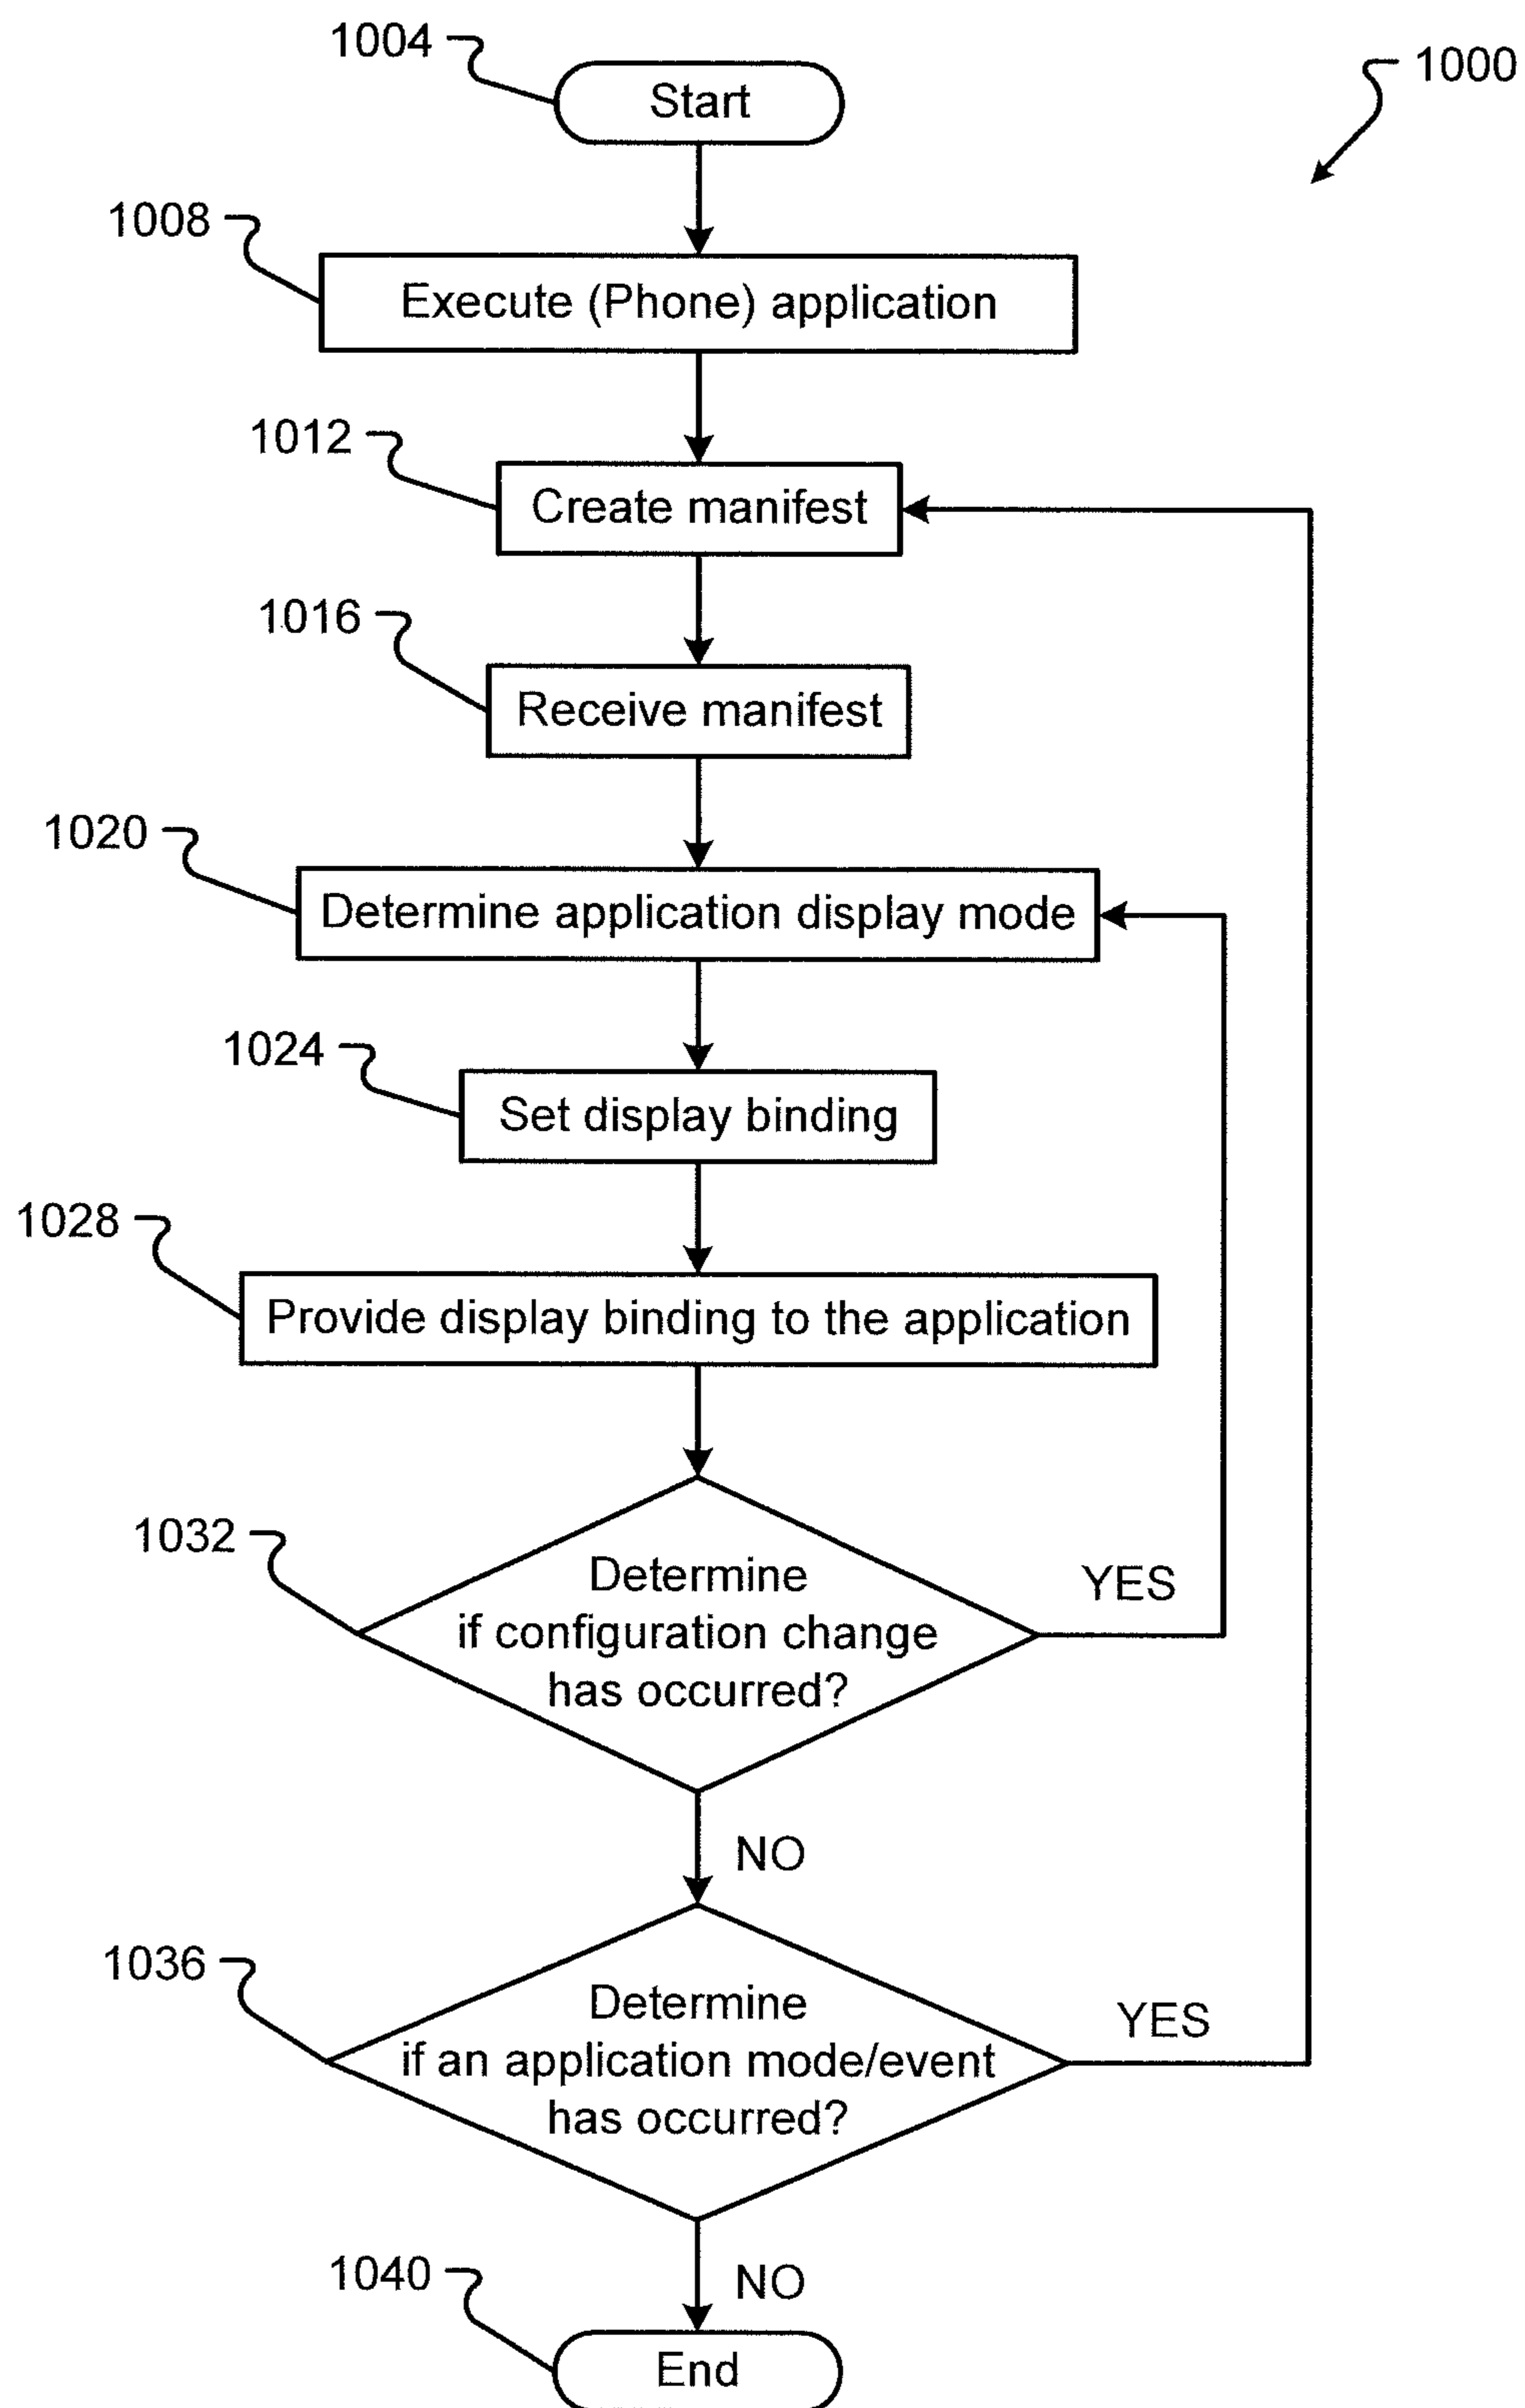 1004
Start
1000
1008
Execute (Phone) application
1012
Create manifest
1016
Receive manifest
1020
Determine application display mode
1024
Set display binding
1028
Provide display binding to the application
1032
Determine
if configuration change
has occurred?
YES
NO
1036
Determine
if an application mode/event
has occurred?
YES
1040
NO
End